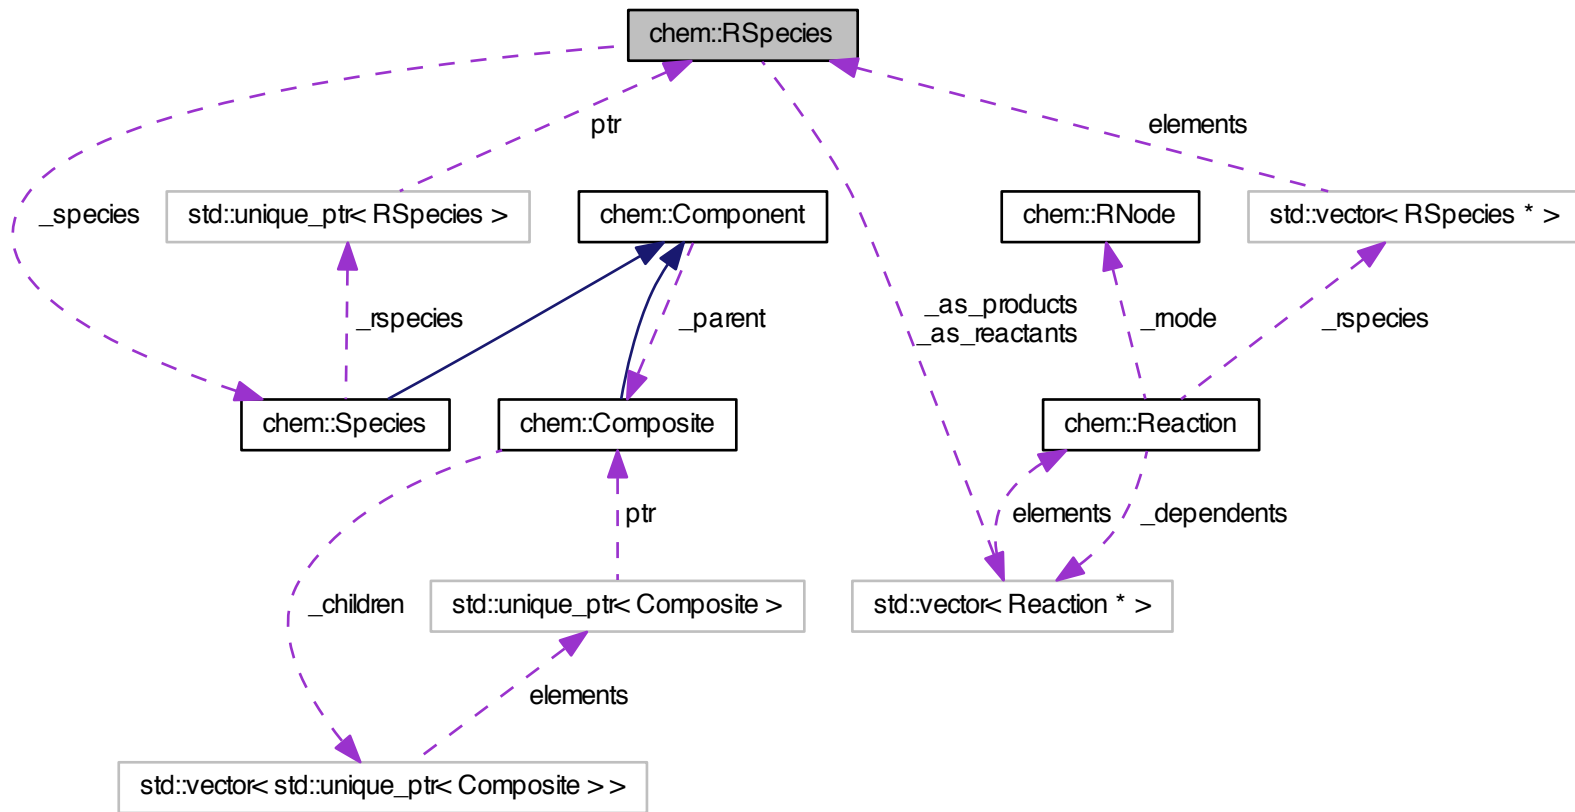 chem::RSpecies
ptr
elements
_species
std::unique_ptr< RSpecies >
chem::Component
chem::RNode
std::vector< RSpecies * >
_rspecies
_parent
_as_products
_as_reactants
_rnode
_rspecies
chem::Species
chem::Composite
chem::Reaction
ptr
elements
_dependents
_children
std::unique_ptr< Composite >
std::vector< Reaction * >
elements
std::vector< std::unique_ptr< Composite > >